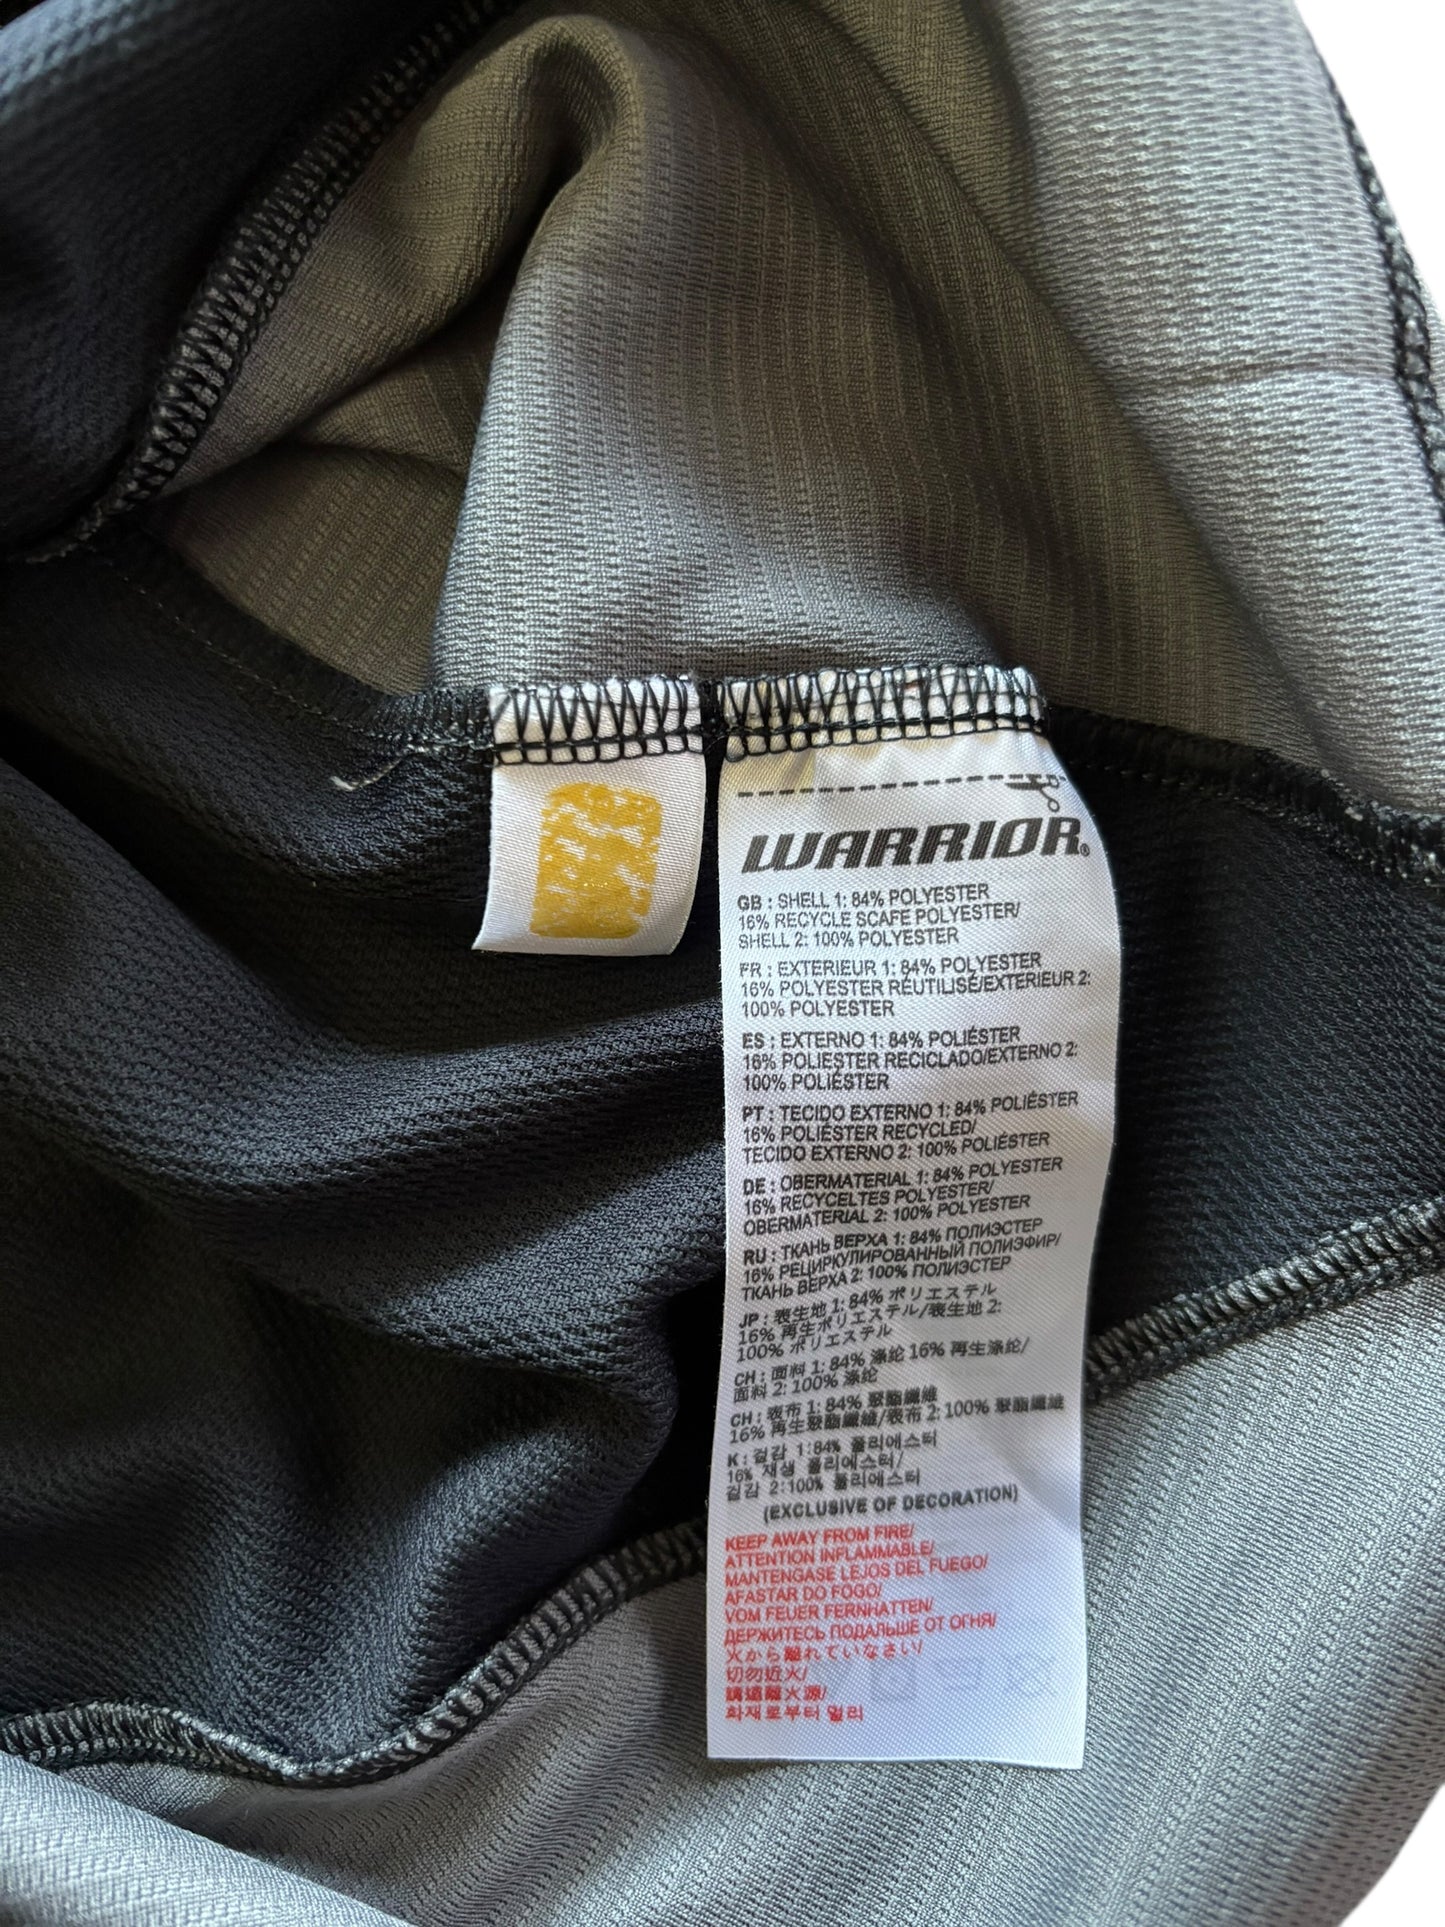 WARRIOR®
GB : SHELL 1: 84% POLYESTER
16% RECYCLE SCAFE POLYESTER/
SHELL 2: 100% POLYESTER
FR : EXTERIEUR 1: 84% POLYESTER
16% POLYESTER RÉUTILISÉ/EXTERIEUR 2:
100% POLYESTER
ES : EXTERNO 1: 84% POLIÉSTER
16% POLIESTER RECICLADO/EXTERNO 2:
100% POLIÉSTER
PT : TECIDO EXTERNO 1: 84% POLIÉSTER
16% POLIÉSTER RECYCLED/
TECIDO EXTERNO 2: 100% POLIÉSTER
DE : OBERMATERIAL 1: 84% POLYESTER
16% RECYCELTES POLYESTER/
OBERMATERIAL 2: 100% POLYESTER
RU : ТКАНЬ ВЕРХА 1: 84% ПОЛИЭСТЕР
16% РЕЦИРКУЛИРОВАННЫЙ ПОЛИЭФИР/
ТКАНЬ ВЕРХА 2: 100% ПОЛИЭСТЕР
JP : 表生地 1: 84% ポリエステル
16% 再生ポリエステル/表生地 2:
100% ポリエステル
CH : 面料 1: 84% 涤纶 16% 再生涤纶/
面料 2: 100% 涤纶
CH : 表布 1: 84% 聚酯纖維
16% 再生聚酯纖維/表布 2: 100% 聚酯纖維
K : 겉감 1:84% 폴리에스터
16% 재생 폴리에스터/
겉감 2:100% 폴리에스터
(EXCLUSIVE OF DECORATION)
KEEP AWAY FROM FIRE/
ATTENTION INFLAMMABLE/
MANTENGASE LEJOS DEL FUEGO/
AFASTAR DO FOGO/
VOM FEUER FERNHATTEN/
ДЕРЖИТЕСЬ ПОДАЛЬШЕ ОТ ОГНЯ/
火から離れていなさい/
切勿近火/
請遠離火源/
화재로부터 멀리